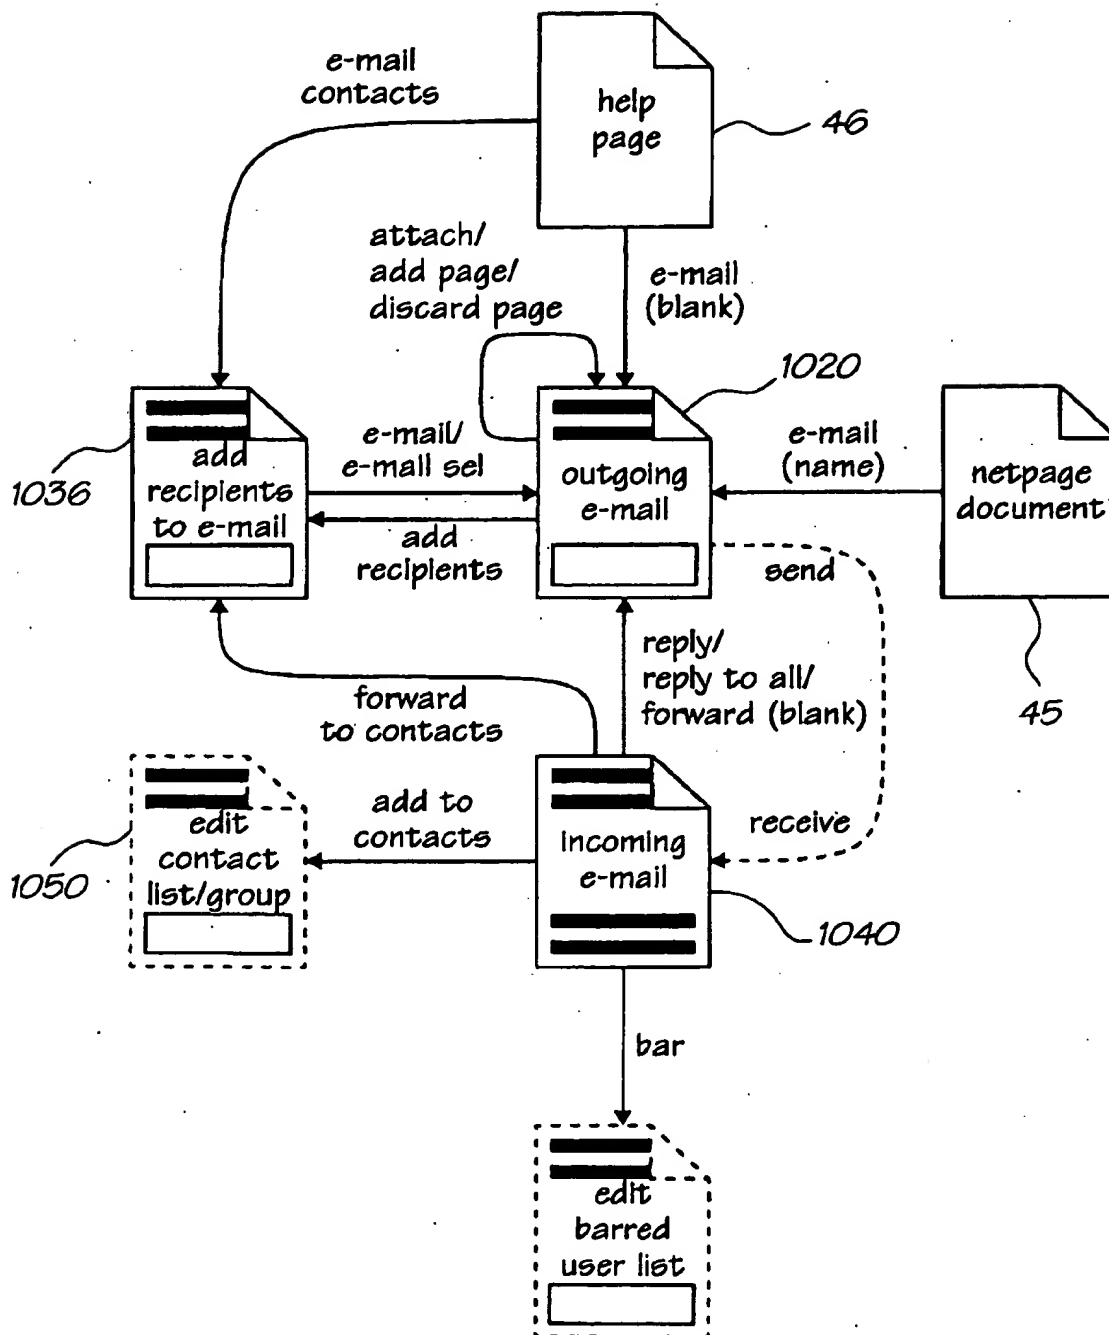 e-mail
contacts
help
page
46
attach/
add page/
discard page
e-mail
(blank)
1020
add
recipients
to e-mail
1036
e-mail/
e-mail sel
add
recipients
outgoing
e-mail
e-mail
(name)
netpage
document
45
send
forward
to contacts
reply/
reply to all/
forward (blank)
edit
contact
list/group
1050
add to
contacts
incoming
e-mail
receive
1040
bar
edit
barred
user list